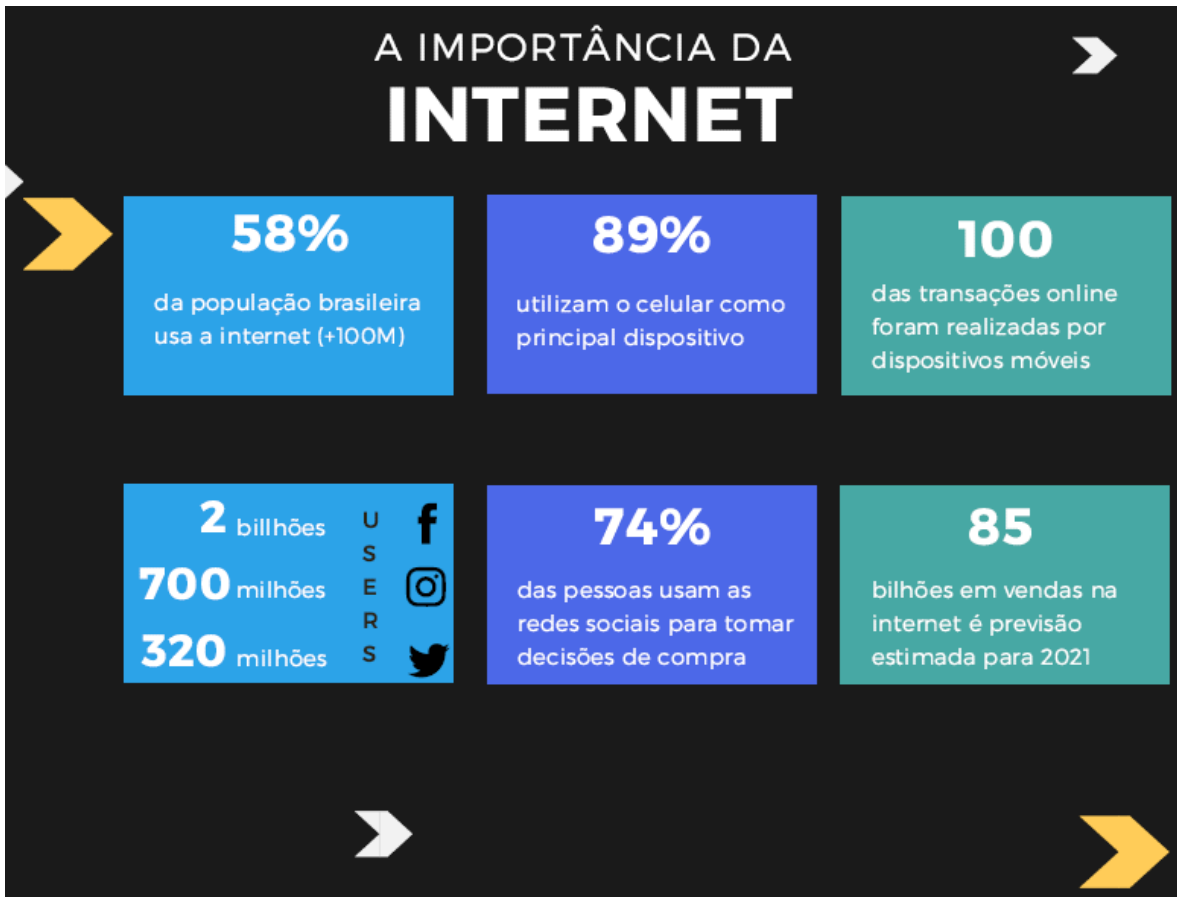 A IMPORTÂNCIA DA
INTERNET
58%
da população brasileira
usa a internet (+100M)
89%
utilizam o celular como
principal dispositivo
100
das transações online
foram realizadas por
dispositivos móveis
2 billhões
700 milhões
320 milhões
USERS
74%
das pessoas usam as
redes sociais para tomar
decisões de compra
85
bilhões em vendas na
internet é previsão
estimada para 2021